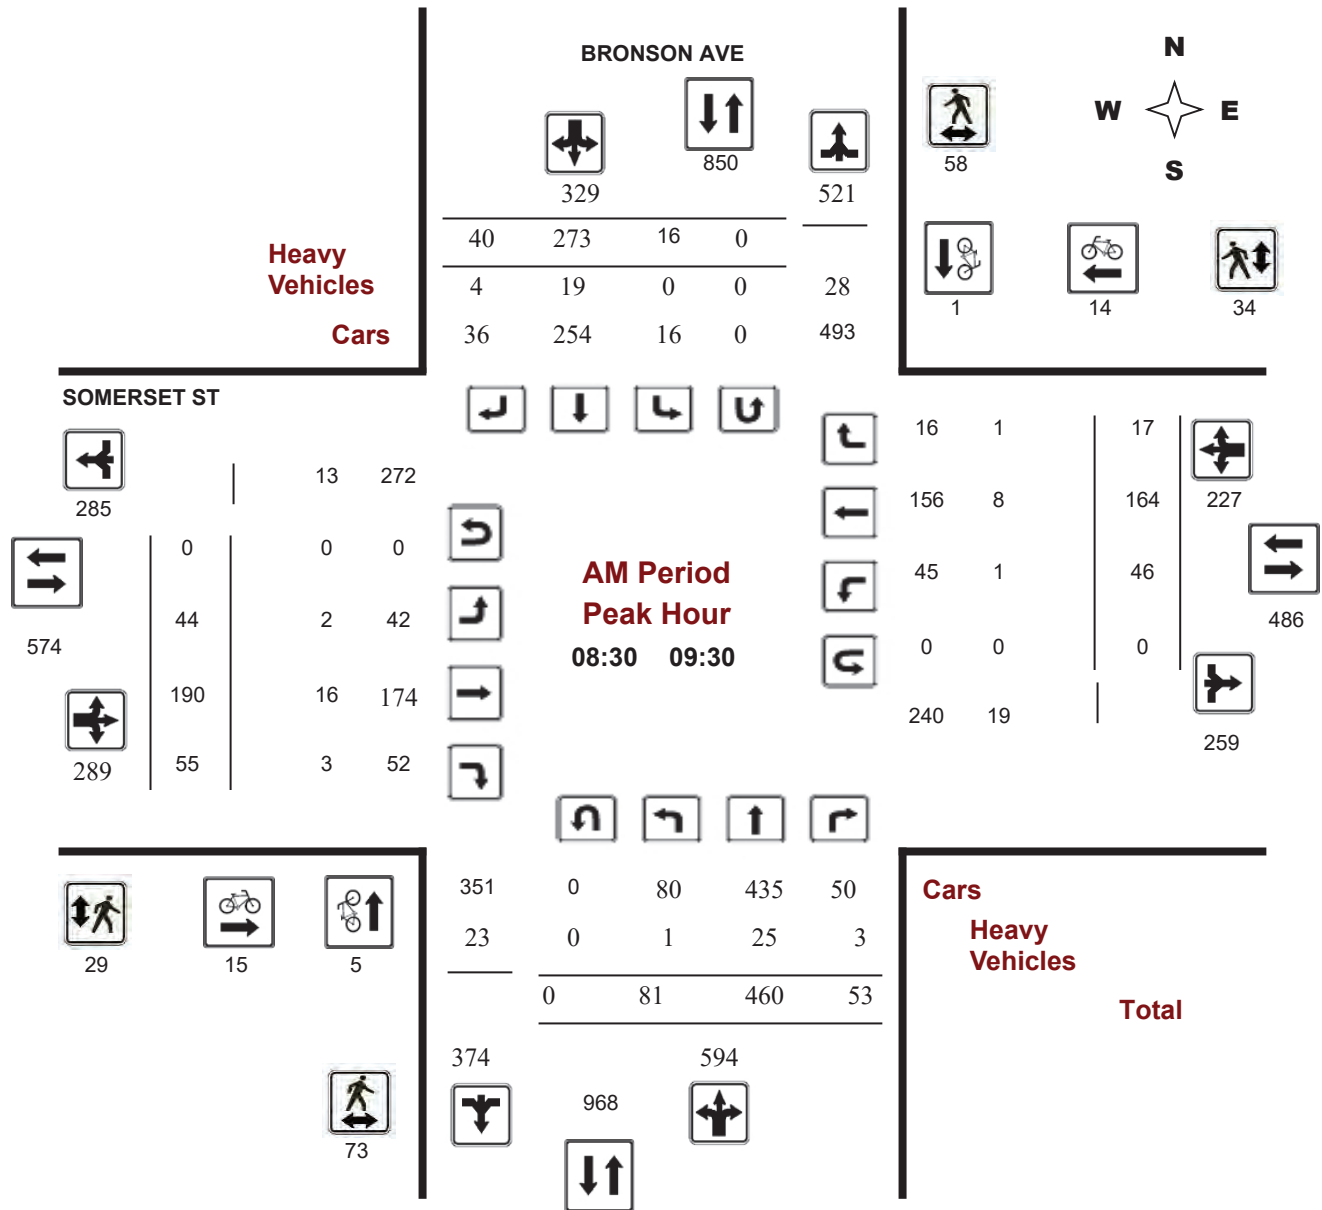 BRONSON AVE
N
W E
S
850
58
329 521
40 273 16 0
Heavy
Vehicles
4 19 0 0 28
1 14 34
Cars
36 254 16 0 493
SOMERSET ST
16 1 17
13 272
285
156 8 164 227
0 0 0
AM Period
45 1 46
Peak Hour
44 2 42
486
574
08:30 09:30
0 0 0
190 16 174
240 19
259
289 55 3 52
351 0 80 435 50
Cars
23 0 1 25 3
Heavy
Vehicles
29 15 5
0 81 460 53
Total
374 594
968
73